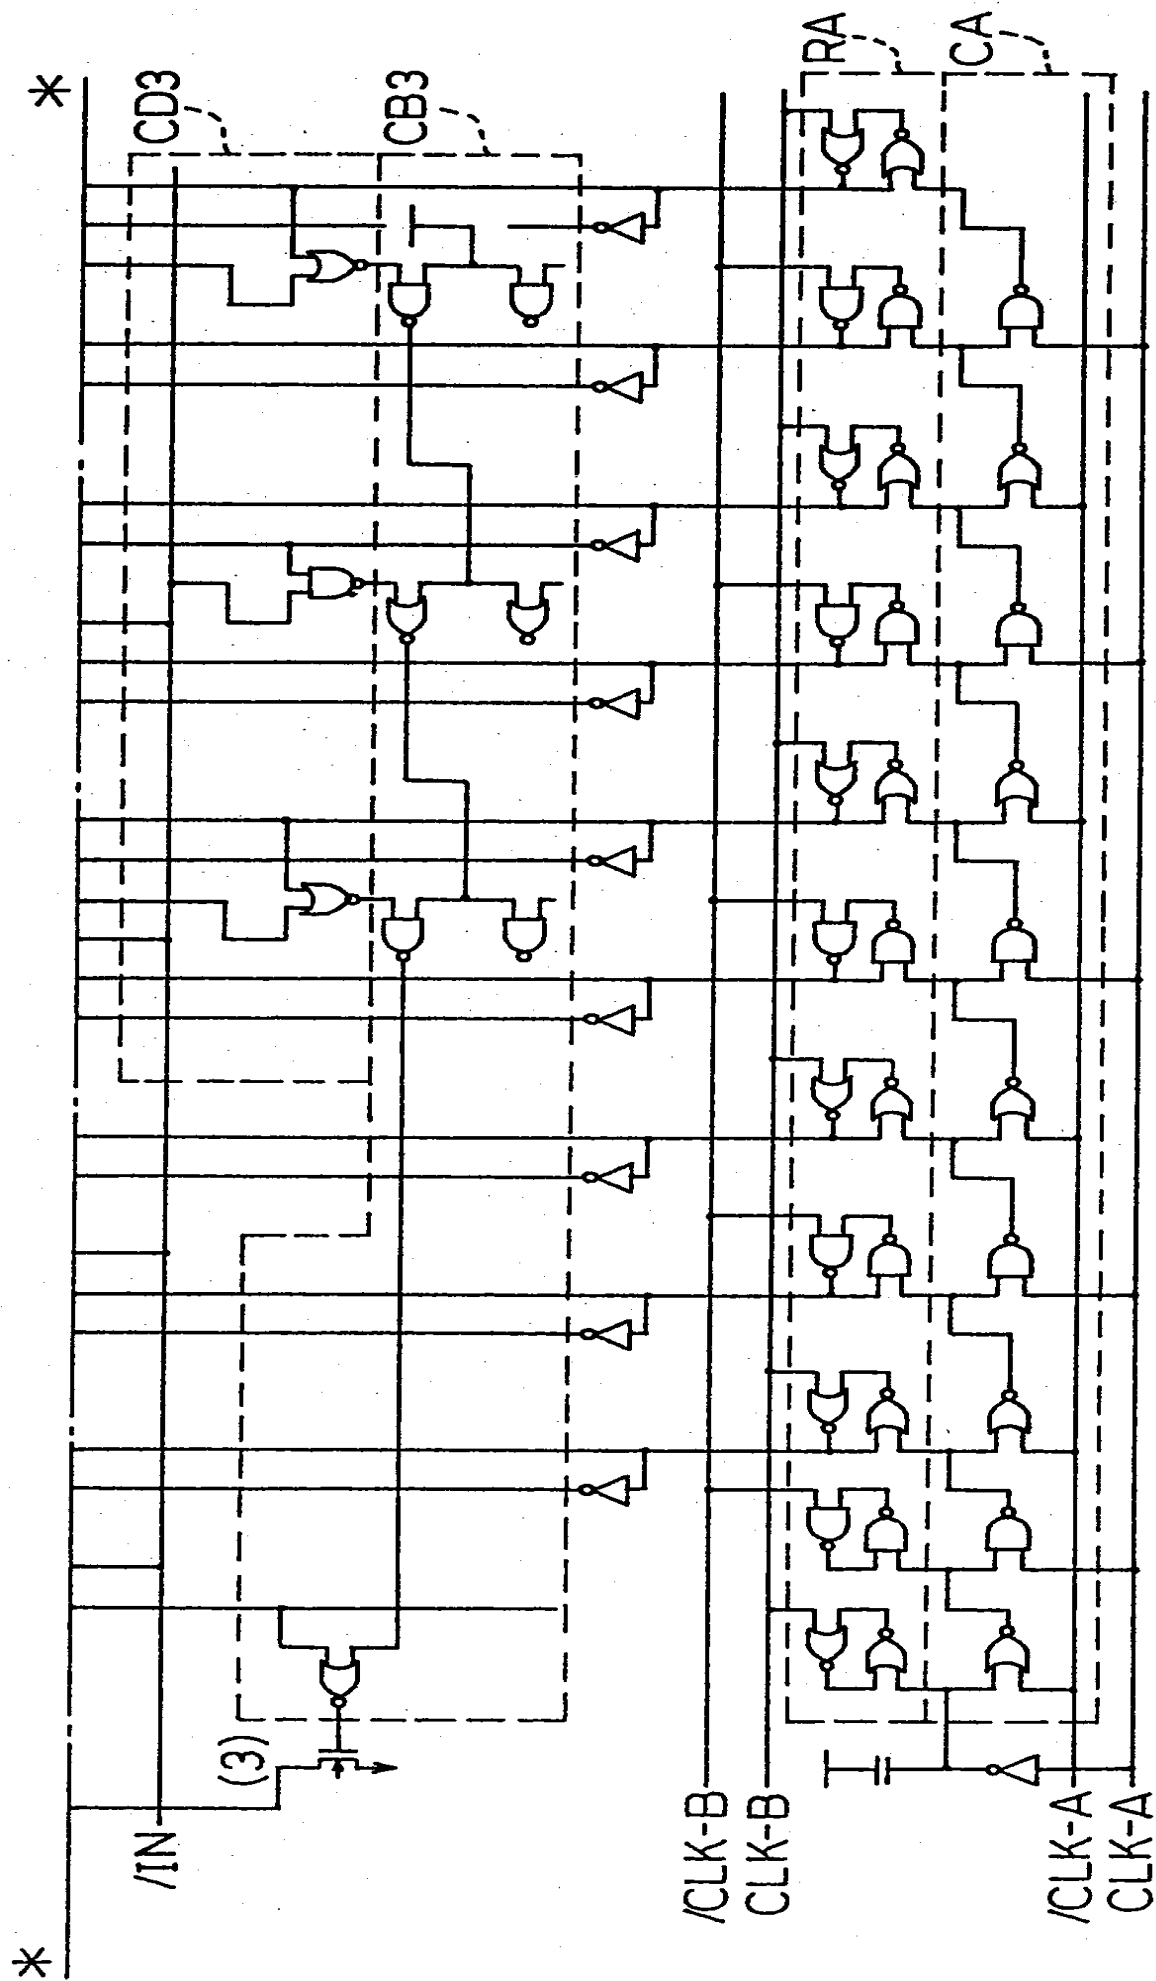 *
CD3
CB3
RA
CA
(3)
/IN
/CLK-B
CLK-B
/CLK-A
CLK-A
*